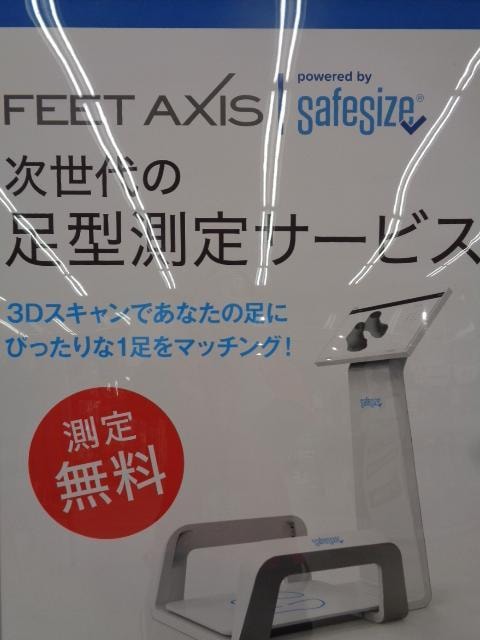 FEET AXIS
powered by
safesize®
次世代の
足型測定サービス
3Dスキャンであなたの足に
ぴったりな1足をマッチング!
測定
無料
safesize
safesize